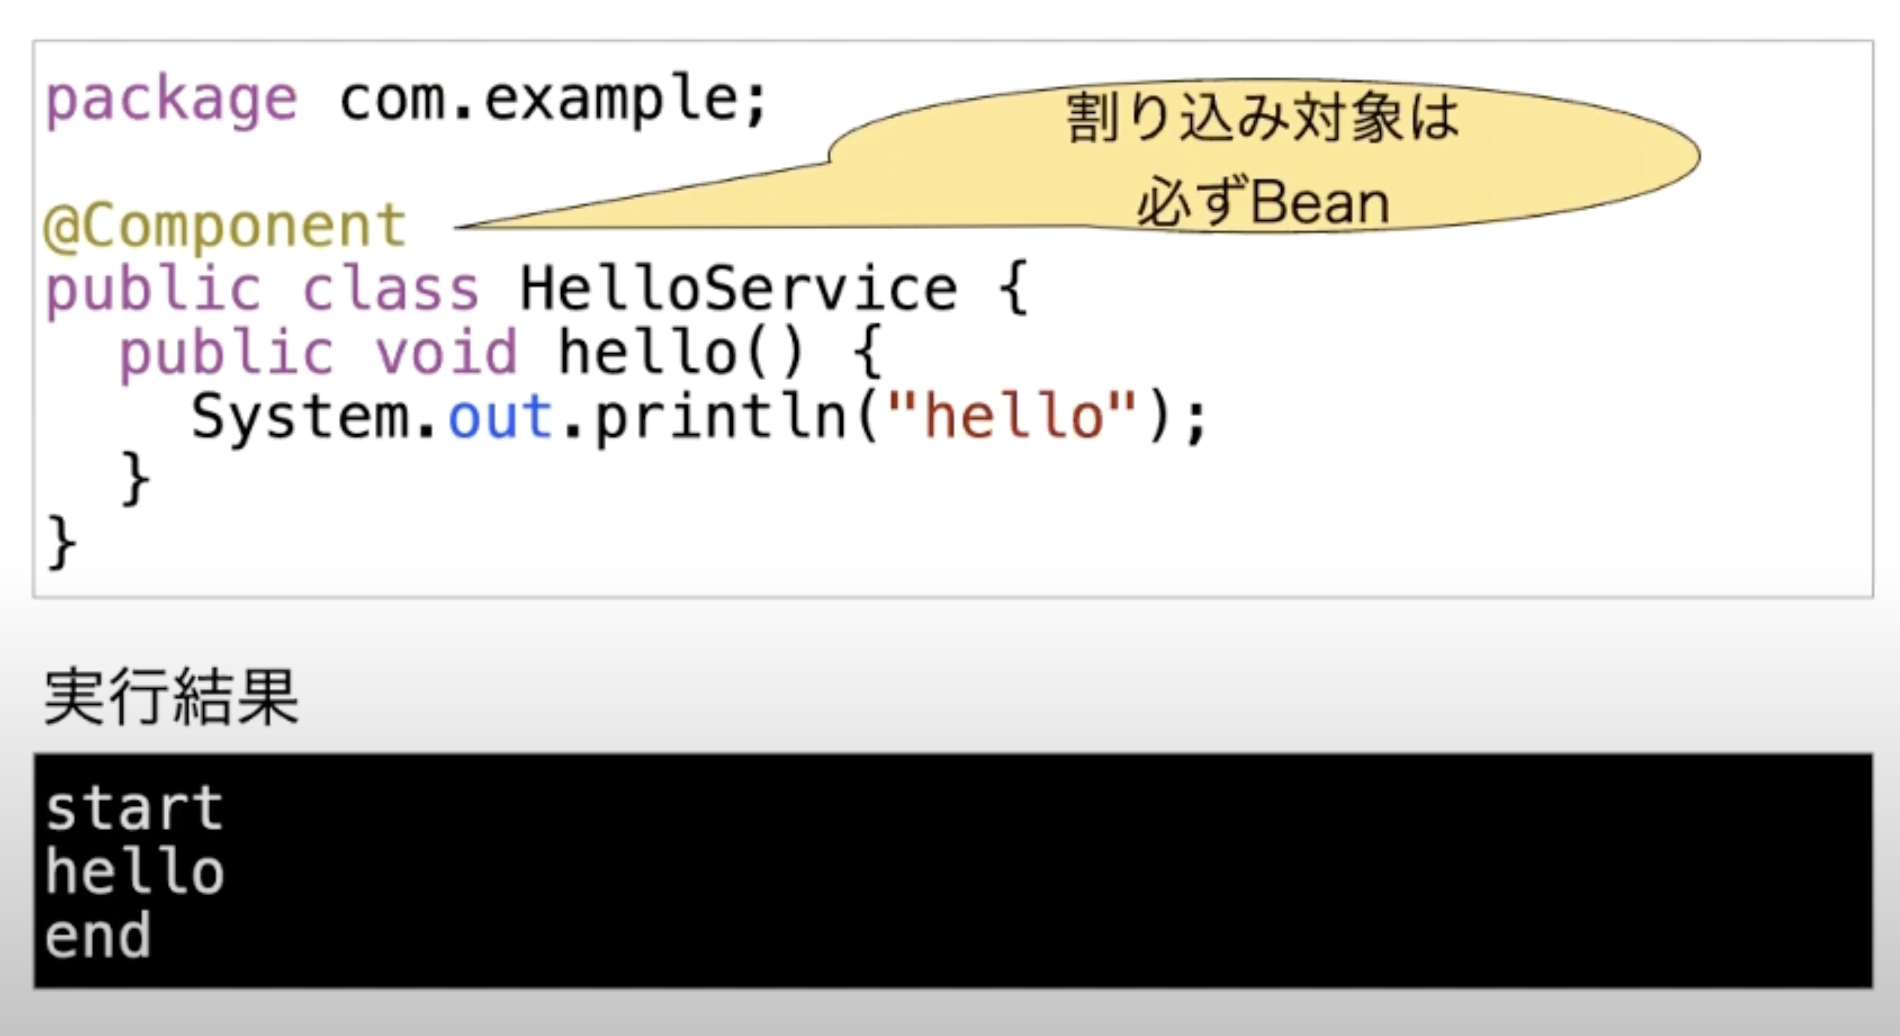 package com.example;
割り込み対象は
必ずBean
@Component
public class HelloService {
  public void hello() {
    System.out.println("hello");
  }
}
実行結果
start
hello
end